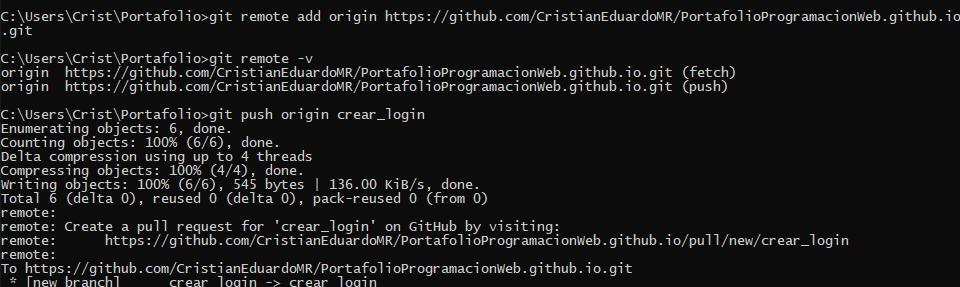 C:\Users\Crist\Portafolio>git remote add origin https://github.com/CristianEduardoMR/PortafolioProgramacionWeb.github.io
.git
C:\Users\Crist\Portafolio>git remote -v
origin  https://github.com/CristianEduardoMR/PortafolioProgramacionWeb.github.io.git (fetch)
origin  https://github.com/CristianEduardoMR/PortafolioProgramacionWeb.github.io.git (push)
C:\Users\Crist\Portafolio>git push origin crear_login
Enumerating objects: 6, done.
Counting objects: 100% (6/6), done.
Delta compression using up to 4 threads
Compressing objects: 100% (4/4), done.
Writing objects: 100% (6/6), 545 bytes | 136.00 KiB/s, done.
Total 6 (delta 0), reused 0 (delta 0), pack-reused 0 (from 0)
remote:
remote: Create a pull request for 'crear_login' on GitHub by visiting:
remote:      https://github.com/CristianEduardoMR/PortafolioProgramacionWeb.github.io/pull/new/crear_login
remote:
To https://github.com/CristianEduardoMR/PortafolioProgramacionWeb.github.io.git
 * [new branch]      crear_login -> crear_login